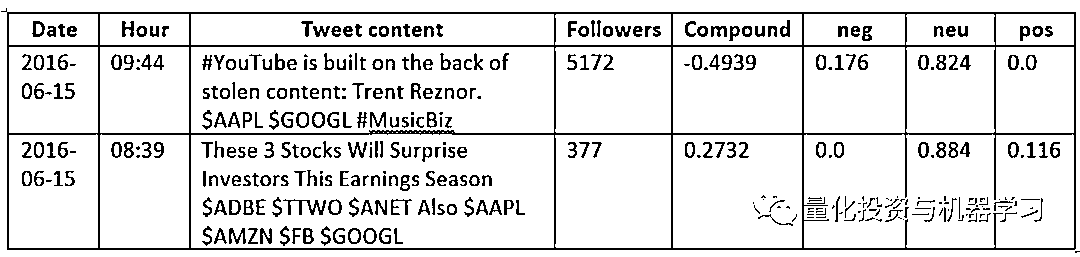 Date Hour Tweet content Followers Compound neg neu pos
2016- 09:44 #YouTube is built on the back of 5172 -0.4939 0.176 0.824 0.0
06-15 stolen content: Trent Reznor.
$AAPL $GOOGL #MusicBiz
2016- 08:39 These 3 Stocks Will Surprise 377 0.2732 0.0 0.884 0.116
06-15 Investors This Earnings Season
$ADBE $TTWO $ANET Also $AAPL
$AMZN $FB $GOOGL
量化投资与机器学习